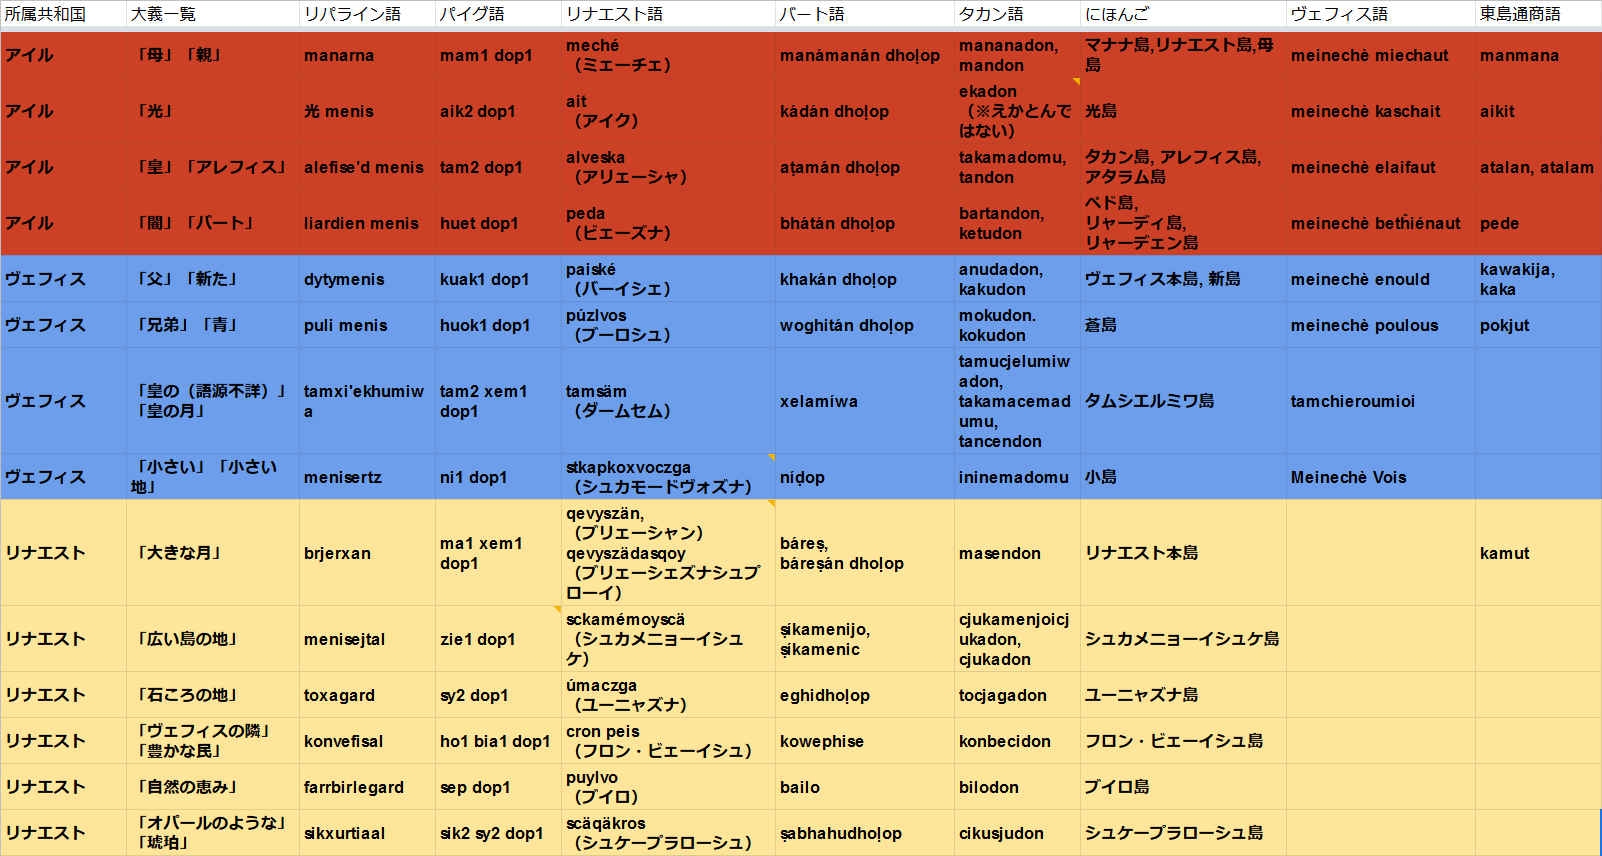 所属共和国 大義一覧 リパライン語 パイグ語 リナエスト語 バート語 タカン語 にほんご ヴェフィス語 東島通商語
アイル 「母」「親」 manarna mam1 dop1 meché
（ミェーチェ） manámanán dhoḷop mananadon,
mandon マナナ島,リナエスト島,母
島 meinechè miechaut manmana
アイル 「光」 光 menis aik2 dop1 ait
（アイク） kádán dhoḷop ekadon
（※えかとんで
はない） 光島 meinechè kaschait aikit
アイル 「皇」「アレフィス」 alefise'd menis tam2 dop1 alveska
（アリェーシャ） aṭamán dhoḷop takamadomu,
tandon タカン島, アレフィス島,
アタラム島 meinechè elaifaut atalan, atalam
アイル 「闇」「バート」 liardien menis huet dop1 peda
（ビェーズナ） bhátán dhoḷop bartandon,
ketudon ベド島,
リャーディ島,
リャーデェン島 meinechè betĥiénaut pede
ヴェフィス 「父」「新た」 dytymenis kuak1 dop1 paiské
（バーイシェ） khakán dhoḷop anudadon,
kakudon ヴェフィス本島, 新島 meinechè enould kawakija,
kaka
ヴェフィス 「兄弟」「青」 puli menis huok1 dop1 púzlvos
（ブーロシュ） woghitán dhoḷop mokudon.
kokudon 蒼島 meinechè poulous pokjut
ヴェフィス 「皇の（語源不詳）」
「皇の月」 tamxi'ekhumiw
a tam2 xem1
dop1 tamsäm
（ダームセム） xelamíwa tamucjelumiw
adon,
takamacemad
umu,
tancendon タムシエルミワ島 tamchieroumioi
ヴェフィス 「小さい」「小さい
地」 menisertz ni1 dop1 stkapkoxvoczga
（シュカモードヴォズナ） níḍop ininemadomu 小島 Meinechè Vois
リナエスト 「大きな月」 brjerxan ma1 xem1
dop1 qevyszän,
（ブリェーシャン）
qevyszädasqoy
（ブリェーシェズナシュプ
ローイ） báreṣ,
báreṣán dhoḷop masendon リナエスト本島 kamut
リナエスト 「広い島の地」 menisejtal zie1 dop1 sckamémoyscä
（シュカメニョーイシュ
ケ） ṣíkamenijo,
ṣíkamenic cjukamenjoicj
ukadon,
cjukadon シュカメニョーイシュケ島
リナエスト 「石ころの地」 toxagard sy2 dop1 úmaczga
（ユーニャズナ） eghidhoḷop tocjagadon ユーニャズナ島
リナエスト 「ヴェフィスの隣」
「豊かな民」 konvefisal ho1 bia1 dop1 cron peis
（フロン・ビェーイシュ） kowephise konbecidon フロン・ビェーイシュ島
リナエスト 「自然の恵み」 farrbirlegard sep dop1 puylvo
（ブイロ） bailo bilodon ブイロ島
リナエスト 「オパールのような」
「琥珀」 sikxurtiaal sik2 sy2 dop1 scäqäkros
（シュケープラローシュ） ṣabhahudhoḷop cikusjudon シュケープラローシュ島